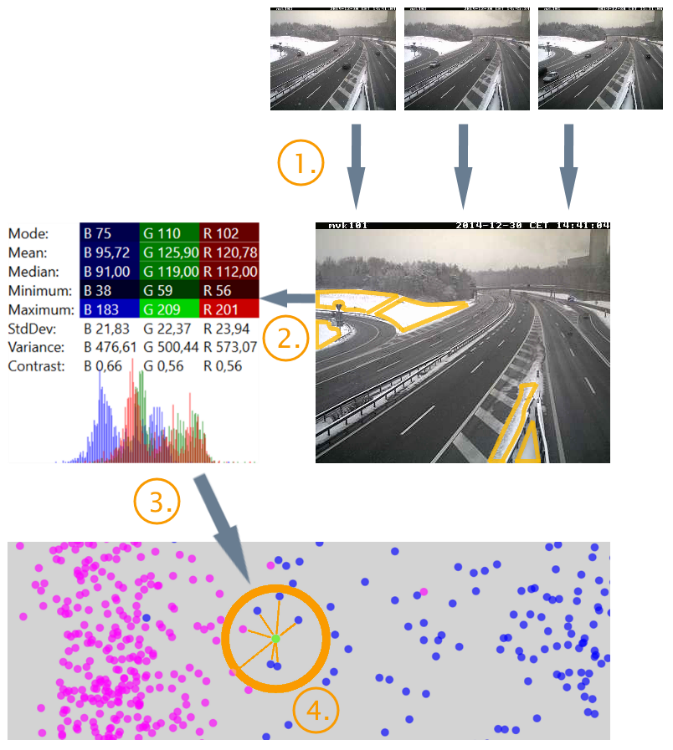 1.
mvk101 2014-12-30 CET 14:41:04
Mode: B 75 G 110 R 102
Mean: B 95,72 G 125,90 R 120,78
Median: B 91,00 G 119,00 R 112,00
Minimum: B 38 G 59 R 56
Maximum: B 183 G 209 R 201
StdDev: B 21,83 G 22,37 R 23,94
Variance: B 476,61 G 500,44 R 573,07
Contrast: B 0,66 G 0,56 R 0,56
2.
3.
4.